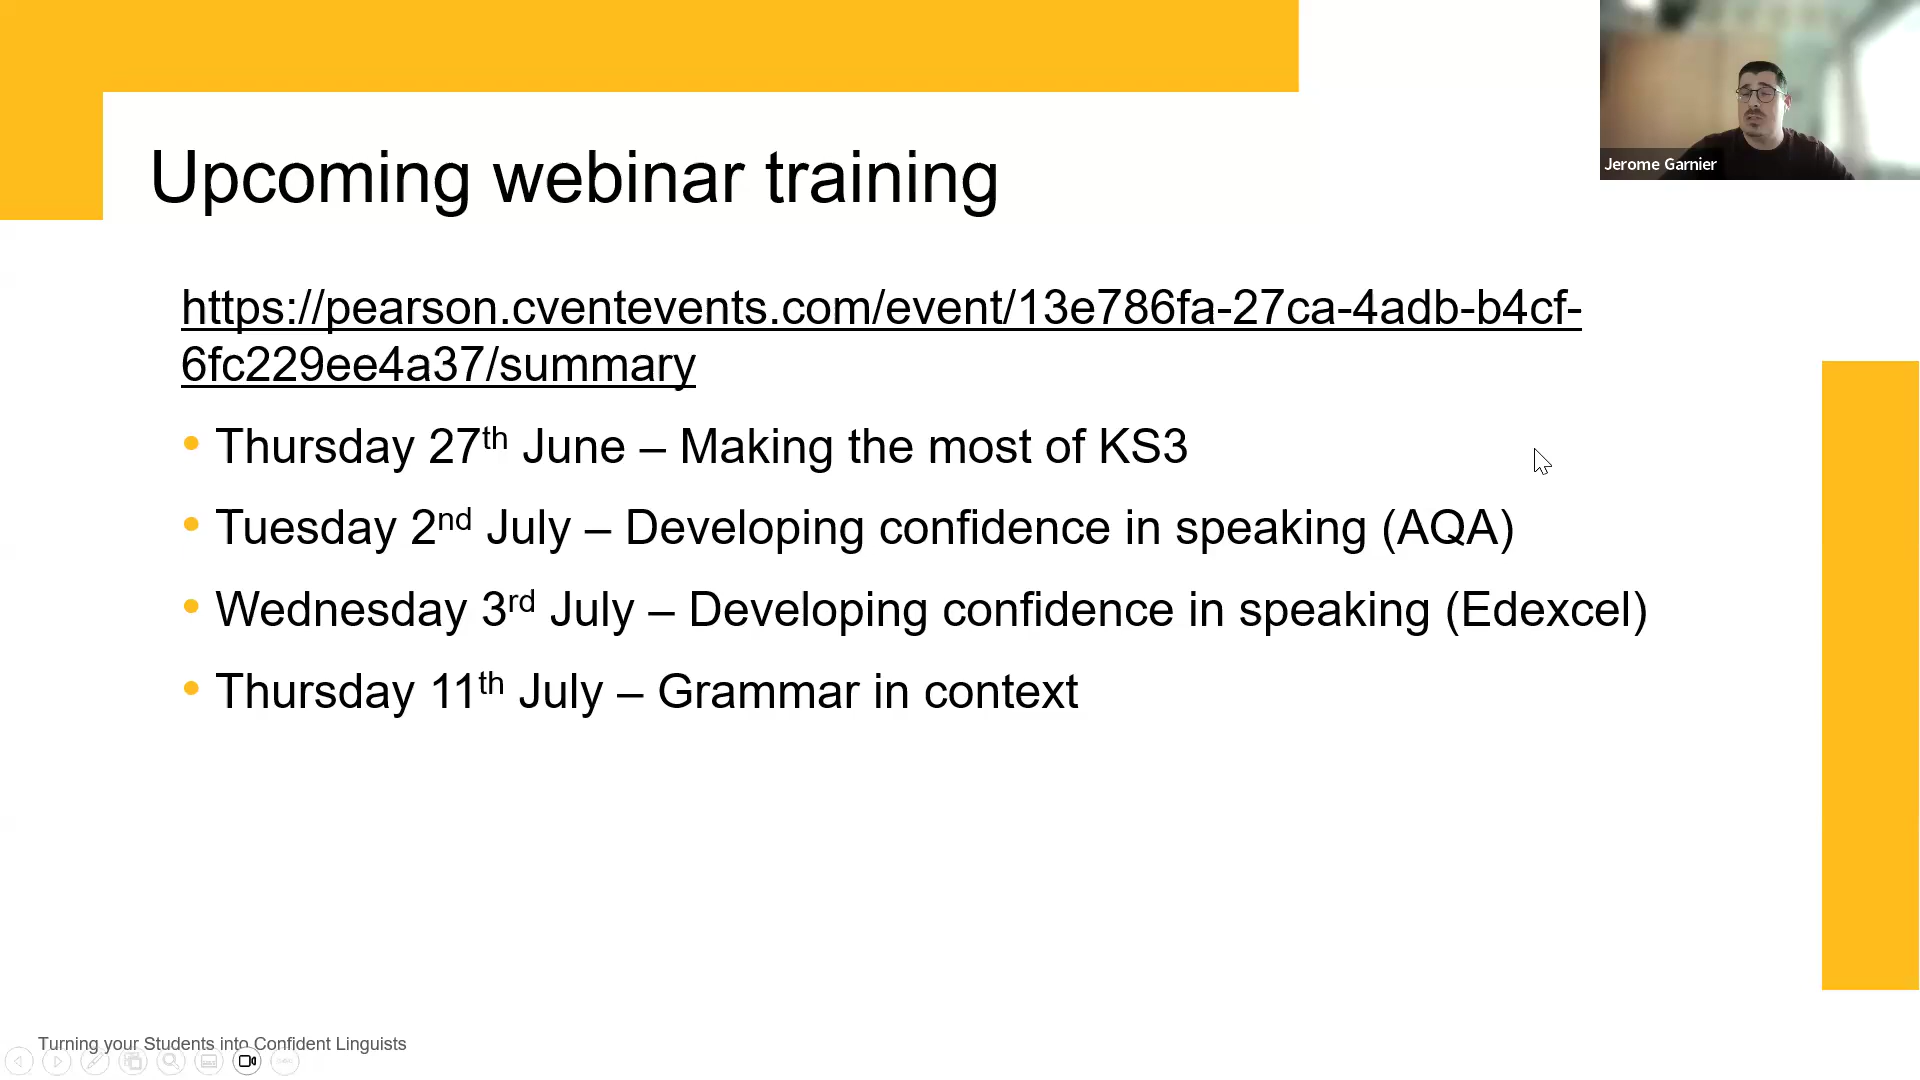 Jerome Garnier
Upcoming webinar training
https://pearson.cventevents.com/event/13e786fa-27ca-4adb-b4cf-
6fc229ee4a37/summary
• Thursday 27th June – Making the most of KS3
• Tuesday 2nd July – Developing confidence in speaking (AQA)
• Wednesday 3rd July – Developing confidence in speaking (Edexcel)
• Thursday 11th July – Grammar in context
Turning your Students into Confident Linguists